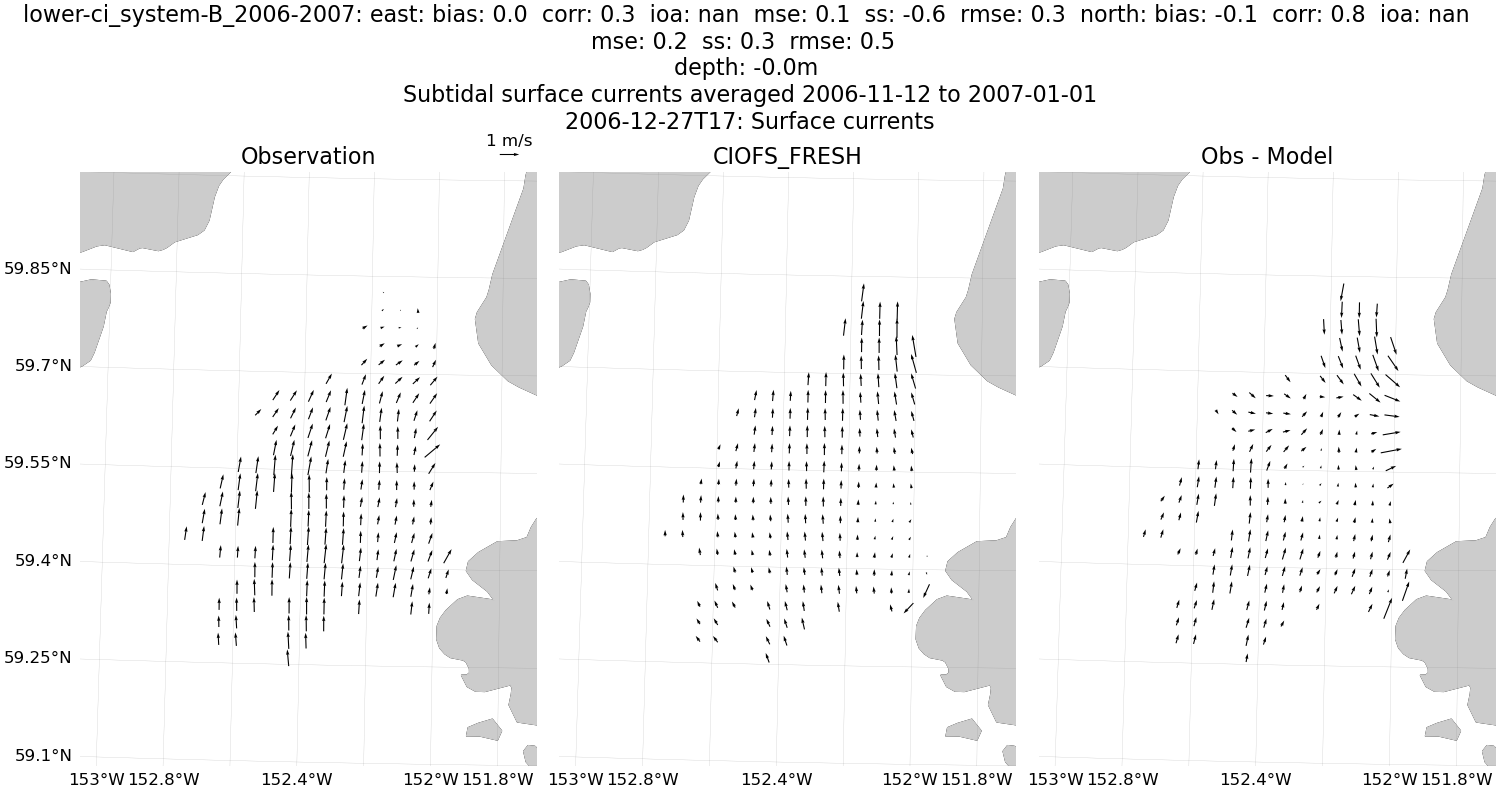 lower-ci_system-B_2006-2007: east: bias: 0.0  corr: 0.3  ioa: nan  mse: 0.1  ss: -0.6  rmse: 0.3  north: bias: -0.1  corr: 0.8  ioa: nan
mse: 0.2  ss: 0.3  rmse: 0.5
depth: -0.0m
Subtidal surface currents averaged 2006-11-12 to 2007-01-01
2006-12-27T17: Surface currents
1 m/s
Observation
CIOFS_FRESH
Obs - Model
59.85°N
59.7°N
59.55°N
59.4°N
59.25°N
59.1°N
153°W 152.8°W 152.4°W 152°W 151.8°W
153°W 152.8°W 152.4°W 152°W 151.8°W
153°W 152.8°W 152.4°W 152°W 151.8°W